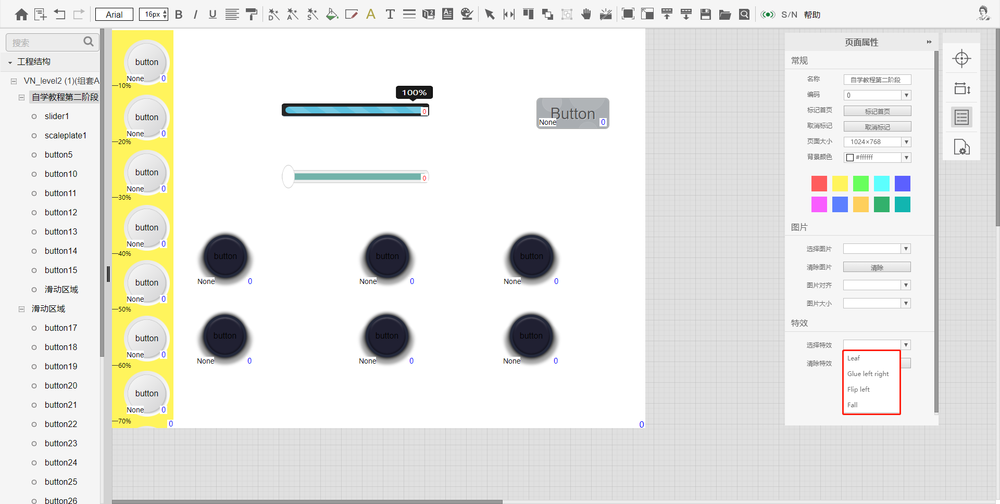 Arial
16px
B
I
U
D
A
S
A
T
S/N
帮助
搜索
工程结构
VN_level2 (1)(组套A
自学教程第二阶段
slider1
scaleplate1
button5
button10
button11
button12
button13
button14
button15
滑动区域
滑动区域
button17
button18
button19
button20
button21
button22
button23
button24
button25
button26
button
None 0
10%
button
None 0
20%
button
None 0
30%
button
None 0
40%
button
None 0
50%
button
None 0
60%
button
None 0
70%
0
100%
0
Button
None 0
0
button
None 0
button
None 0
button
None 0
button
None 0
button
None 0
button
None 0
0
页面属性
常规
名称 自学教程第二阶段
编码 0
标记首页 标记首页
取消标记 取消标记
页面大小 1024×768
背景颜色 #ffffff
图片
选择图片
清除图片 清除
图片对齐
图片大小
特效
选择特效
清除特效
Leaf
Glue left right
Flip left
Fall